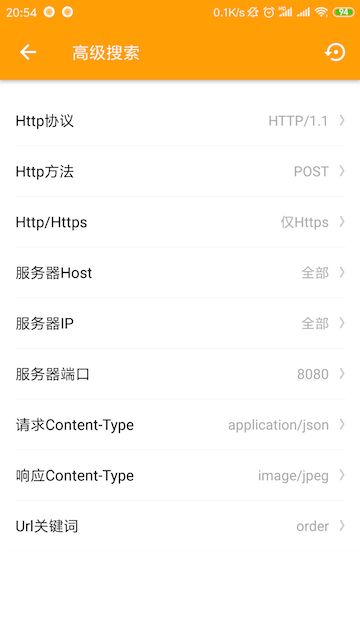 20:54 0.1K/s 94
高级搜索
Http协议 HTTP/1.1
Http方法 POST
Http/Https 仅Https
服务器Host 全部
服务器IP 全部
服务器端口 8080
请求Content-Type application/json
响应Content-Type image/jpeg
Url关键词 order